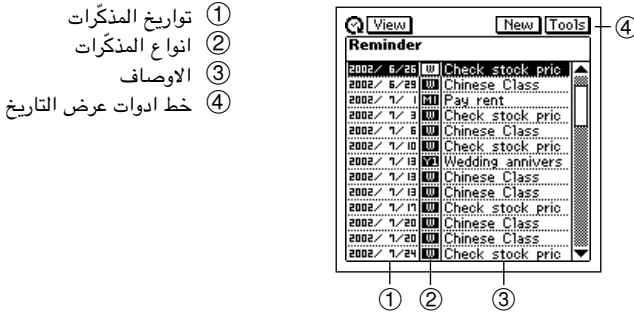 ① تواريخ المذكّرات
② انواع المذكّرات
③ الاوصاف
④ خط ادوات عرض التاريخ
View New Tools ④
Reminder
2002/ 6/26 W Check stock pric
2002/ 6/29 W Chinese Class
2002/ 7/ 1 M1 Pay rent
2002/ 7/ 3 W Check stock pric
2002/ 7/ 6 W Chinese Class
2002/ 7/10 W Check stock pric
2002/ 7/13 Y1 Wedding annivers
2002/ 7/13 W Chinese Class
2002/ 7/13 W Chinese Class
2002/ 7/17 W Check stock pric
2002/ 7/20 W Chinese Class
2002/ 7/20 W Chinese Class
2002/ 7/24 W Check stock pric
① ② ③